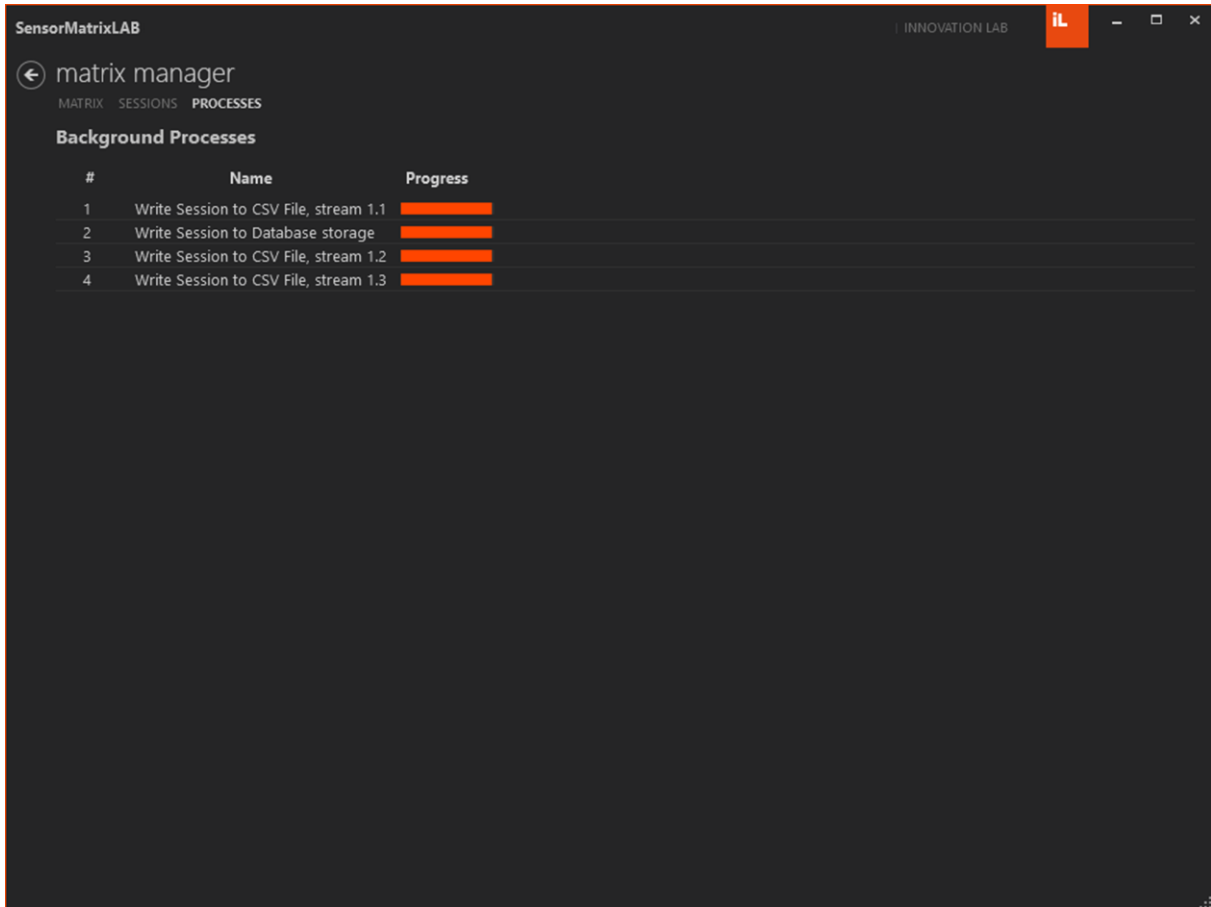 SensorMatrixLAB
| INNOVATION LAB
iL
matrix manager
MATRIX SESSIONS PROCESSES
Background Processes
# Name Progress
1 Write Session to CSV File, stream 1.1
2 Write Session to Database storage
3 Write Session to CSV File, stream 1.2
4 Write Session to CSV File, stream 1.3